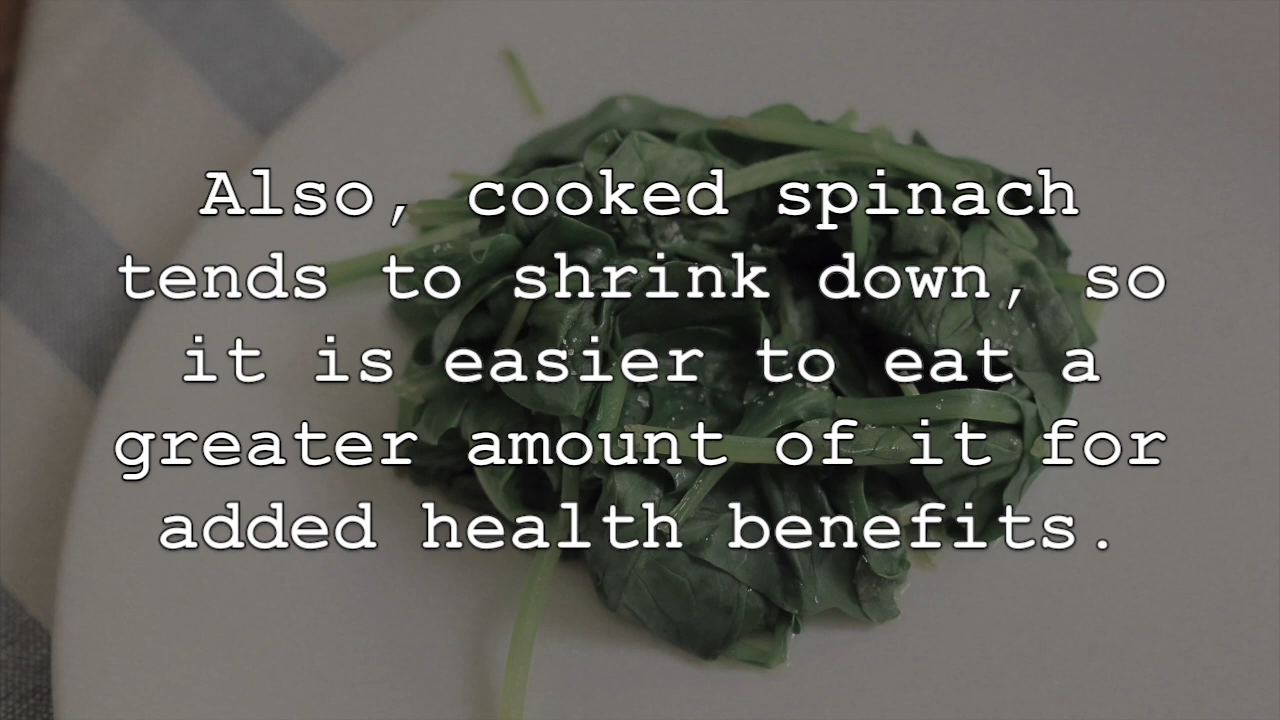 Also, cooked spinach
tends to shrink down, so
it is easier to eat a
greater amount of it for
added health benefits.